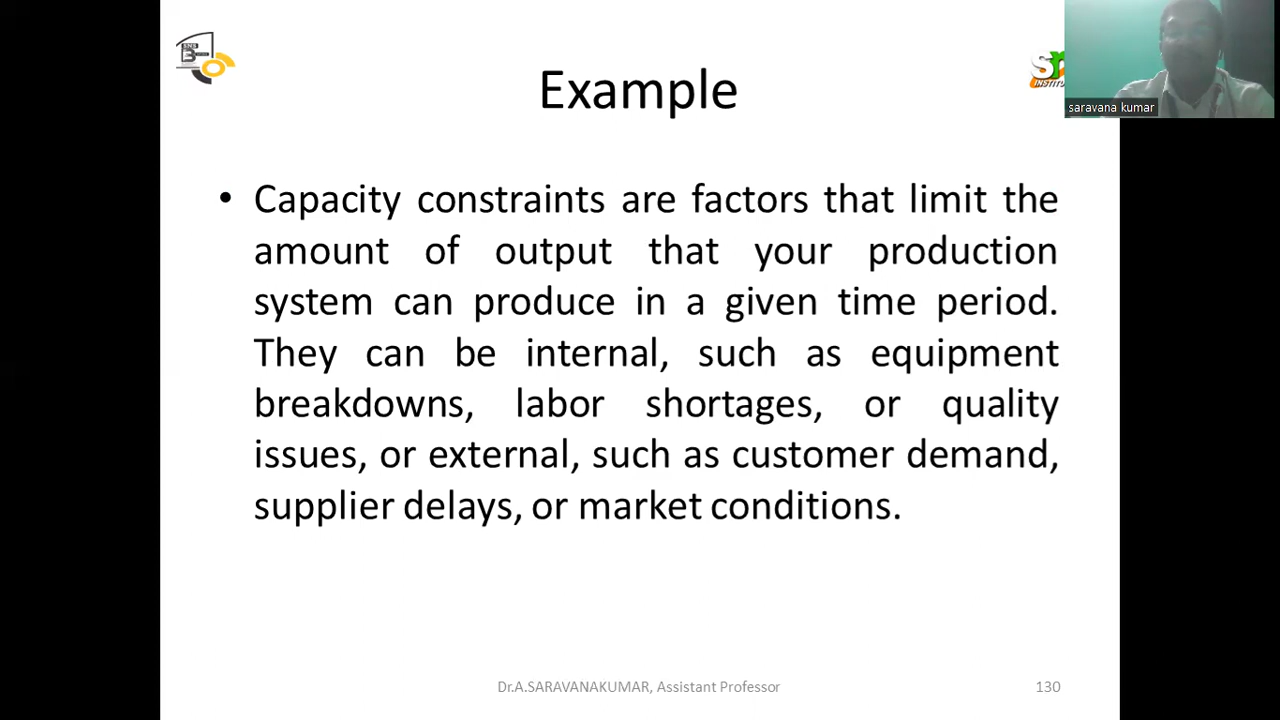 Example
saravana kumar
• Capacity constraints are factors that limit the
amount of output that your production
system can produce in a given time period.
They can be internal, such as equipment
breakdowns, labor shortages, or quality
issues, or external, such as customer demand,
supplier delays, or market conditions.
Dr.A.SARAVANAKUMAR, Assistant Professor
130